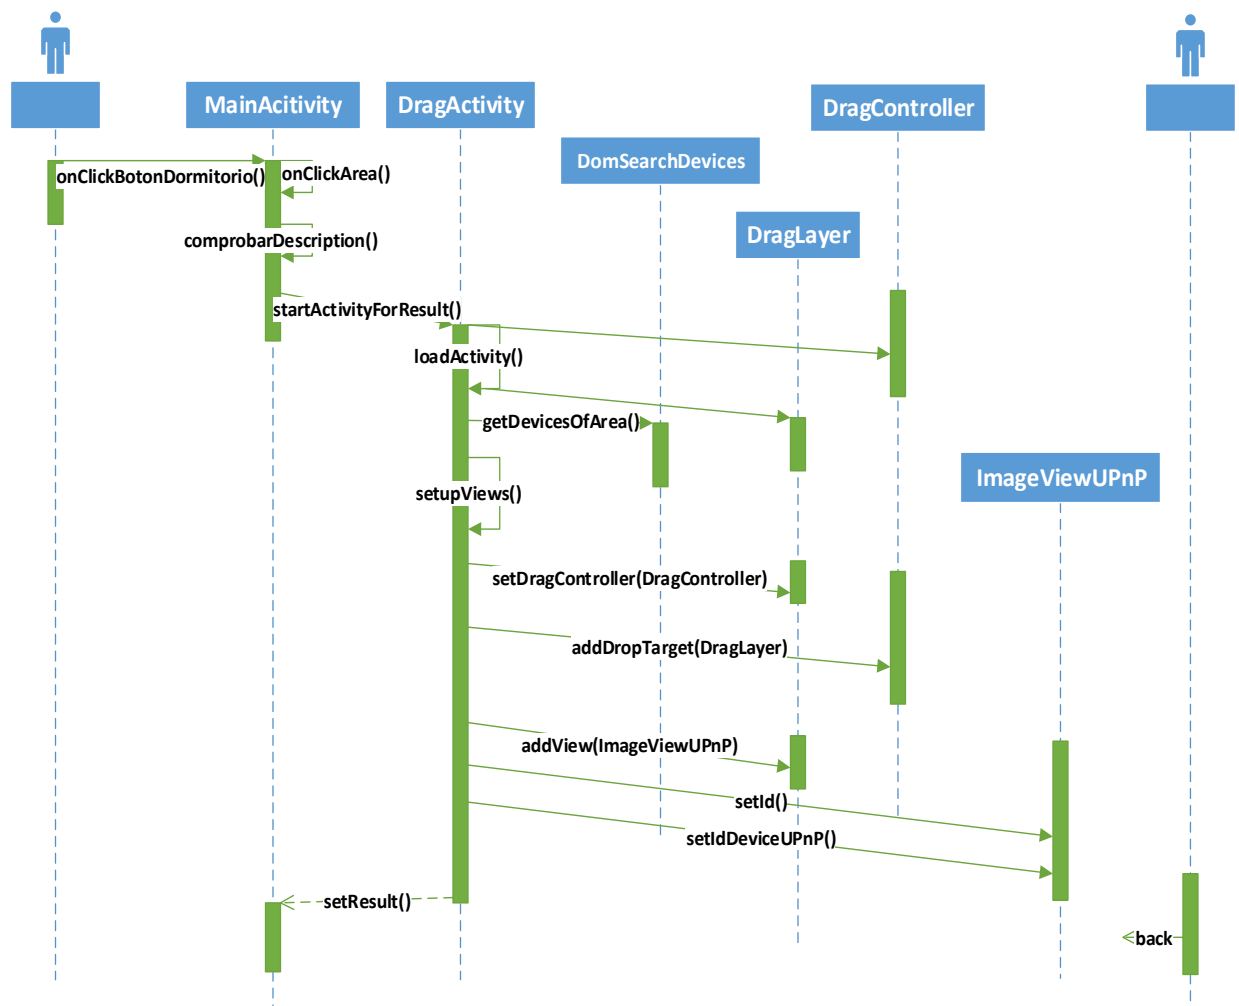 MainAcitivity
DragActivity
DragController
DomSearchDevices
onClickBotonDormitorio()
onClickArea()
DragLayer
comprobarDescription()
startActivityForResult()
loadActivity()
getDevicesOfArea()
ImageViewUPnP
setupViews()
setDragController(DragController)
addDropTarget(DragLayer)
addView(ImageViewUPnP)
setId()
setIdDeviceUPnP()
setResult()
back